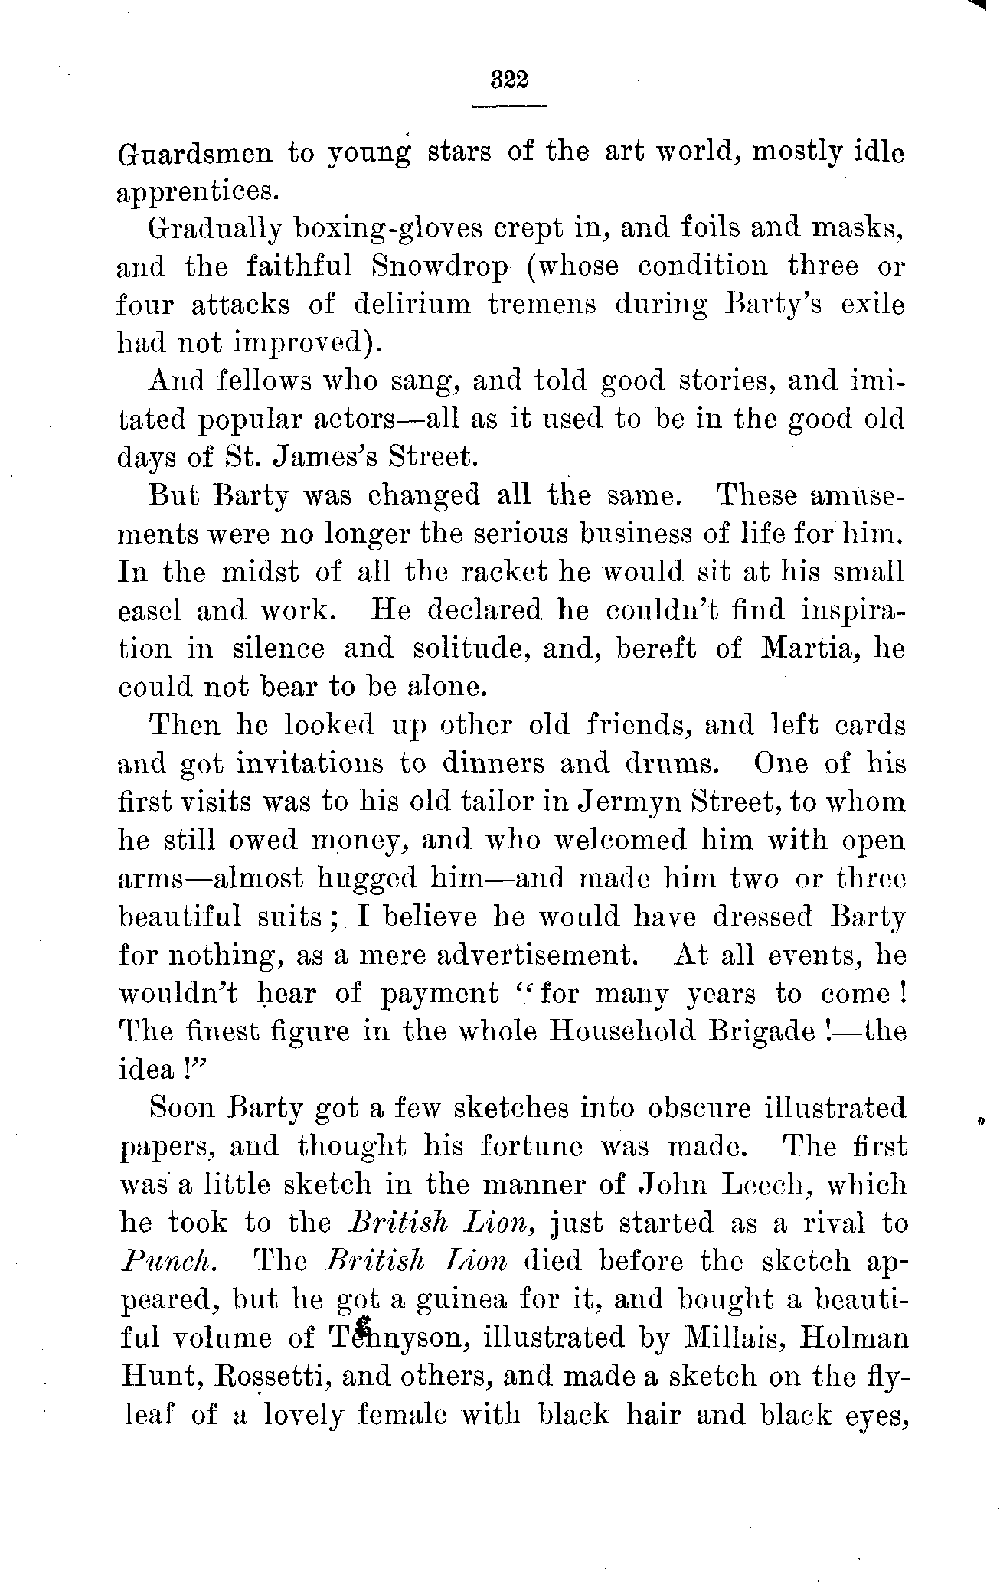 322
Guardsmen to young stars of the art world, mostly idle
apprentices.
Gradually boxing-gloves crept in, and foils and masks,
and the faithful Snowdrop (whose condition three or
four attacks of delirium tremens during Barty's exile
had not improved).
And fellows who sang, and told good stories, and imi-
tated popular actors—all as it used to be in the good old
days of St. James's Street.
But Barty was changed all the same. These amuse-
ments were no longer the serious business of life for him.
In the midst of all the racket he would sit at his small
easel and work. He declared he couldn't find inspira-
tion in silence and solitude, and, bereft of Martia, he
could not bear to be alone.
Then he looked up other old friends, and left cards
and got invitations to dinners and drums. One of his
first visits was to his old tailor in Jermyn Street, to whom
he still owed money, and who welcomed him with open
arms—almost hugged him—and made him two or three
beautiful suits; I believe he would have dressed Barty
for nothing, as a mere advertisement. At all events, he
wouldn't hear of payment "for many years to come!
The finest figure in the whole Household Brigade!—the
idea!"
Soon Barty got a few sketches into obscure illustrated
papers, and thought his fortune was made. The first
was a little sketch in the manner of John Leech, which
he took to the British Lion, just started as a rival to
Punch. The British Lion died before the sketch ap-
peared, but he got a guinea for it, and bought a beauti-
ful volume of Tennyson, illustrated by Millais, Holman
Hunt, Rossetti, and others, and made a sketch on the fly-
leaf of a lovely female with black hair and black eyes,